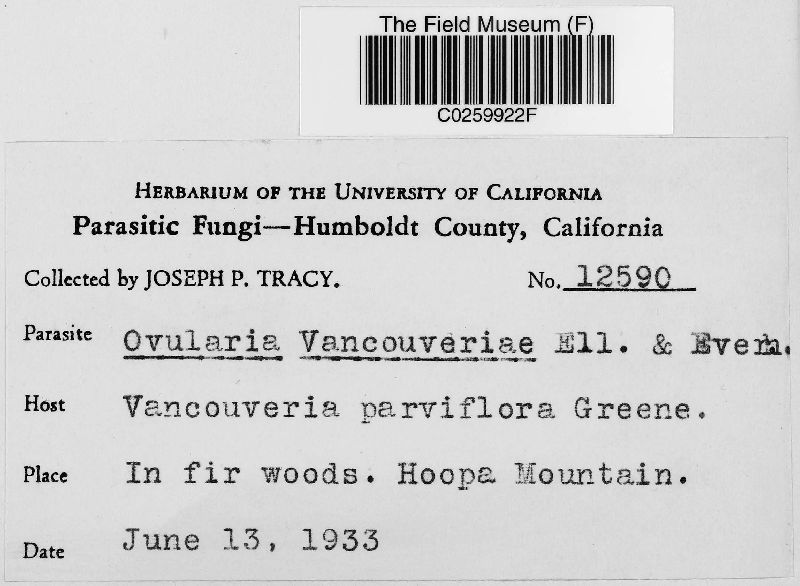 The Field Museum (F)
C0259922F
HERBARIUM OF THE UNIVERSITY OF CALIFORNIA
Parasitic Fungi—Humboldt County, California
Collected by JOSEPH P. TRACY. No. 12590
Parasite Ovularia Vancouveriae Ell. & Everh.
Host Vancouveria parviflora Greene.
Place In fir woods. Hoopa Mountain.
Date June 13, 1933